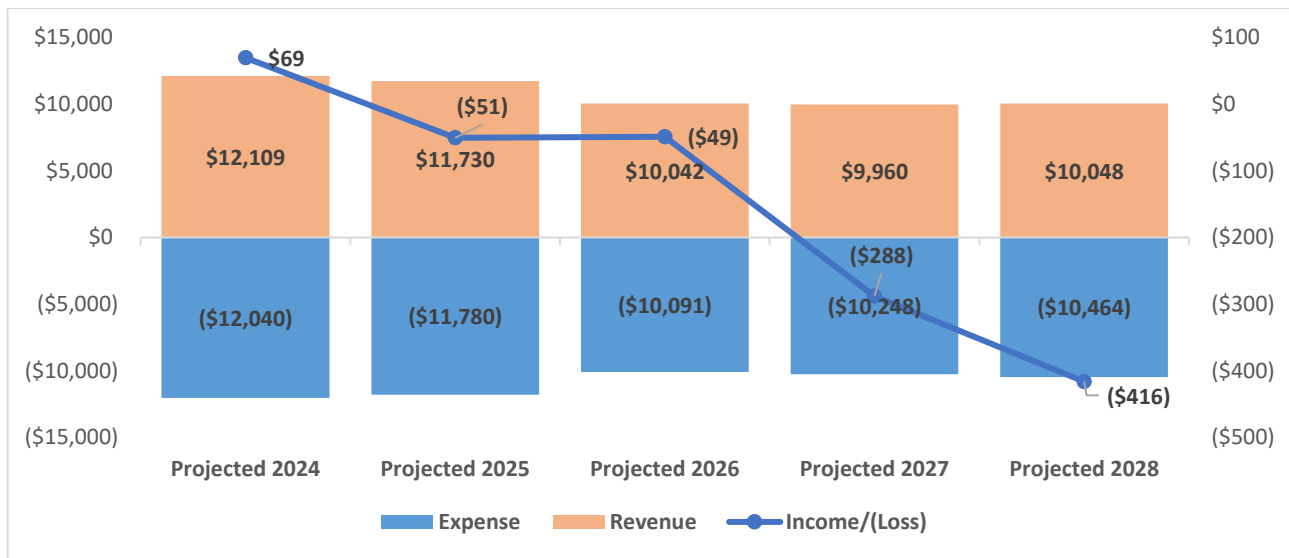 $15,000 $100
$69
$10,000 ($51) $0
$12,109 $11,730 $10,042 ($49) $9,960 $10,048
$5,000 ($100)
$0 ($200)
($288)
($5,000) ($300)
($12,040) ($11,780) ($10,091) ($10,248) ($10,464)
($10,000) ($400)
($416)
($15,000) ($500)
Projected 2024 Projected 2025 Projected 2026 Projected 2027 Projected 2028
Expense Revenue Income/(Loss)